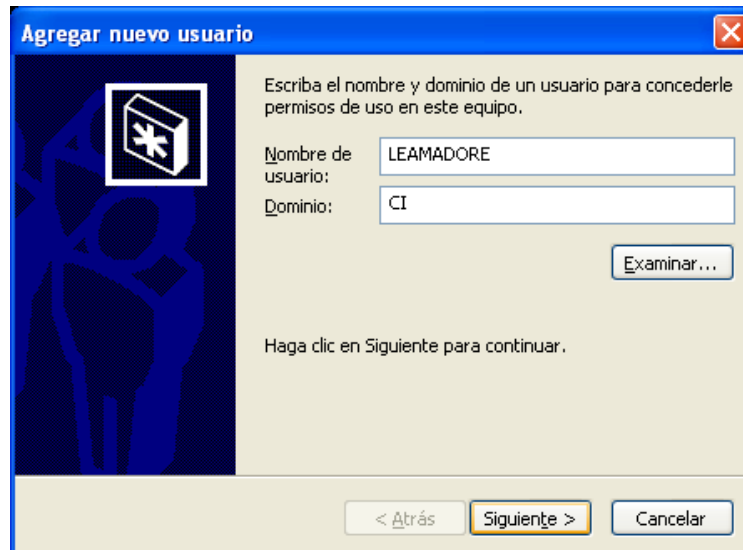 Agregar nuevo usuario
Escriba el nombre y dominio de un usuario para concederle
permisos de uso en este equipo.
Nombre de
usuario:
LEAMADORE
Dominio:
CI
Examinar...
Haga clic en Siguiente para continuar.
< Atrás
Siguiente >
Cancelar